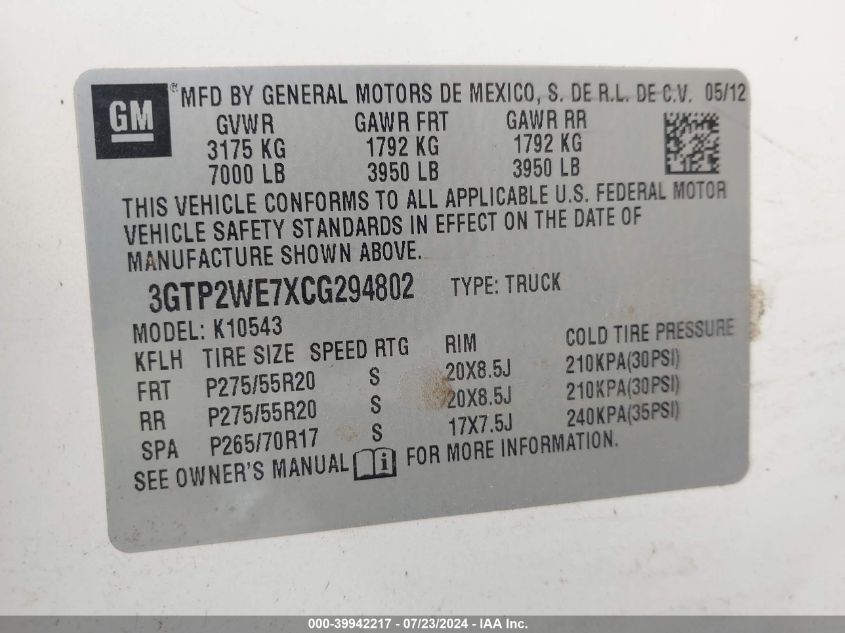 GM ® MFD BY GENERAL MOTORS DE MEXICO, S. DE R.L. DE C.V. 05/12
GVWR GAWR FRT GAWR RR
3175 KG 1792 KG 1792 KG
7000 LB 3950 LB 3950 LB
THIS VEHICLE CONFORMS TO ALL APPLICABLE U.S. FEDERAL MOTOR
VEHICLE SAFETY STANDARDS IN EFFECT ON THE DATE OF
MANUFACTURE SHOWN ABOVE.
3GTP2WE7XCG294802 TYPE: TRUCK
MODEL: K10543
KFLH TIRE SIZE SPEED RTG RIM COLD TIRE PRESSURE
FRT P275/55R20 S 20X8.5J 210KPA(30PSI)
RR P275/55R20 S 20X8.5J 210KPA(30PSI)
SPA P265/70R17 S 17X7.5J 240KPA(35PSI)
SEE OWNER'S MANUAL i FOR MORE INFORMATION.
000-39942217 - 07/23/2024 - IAA Inc.